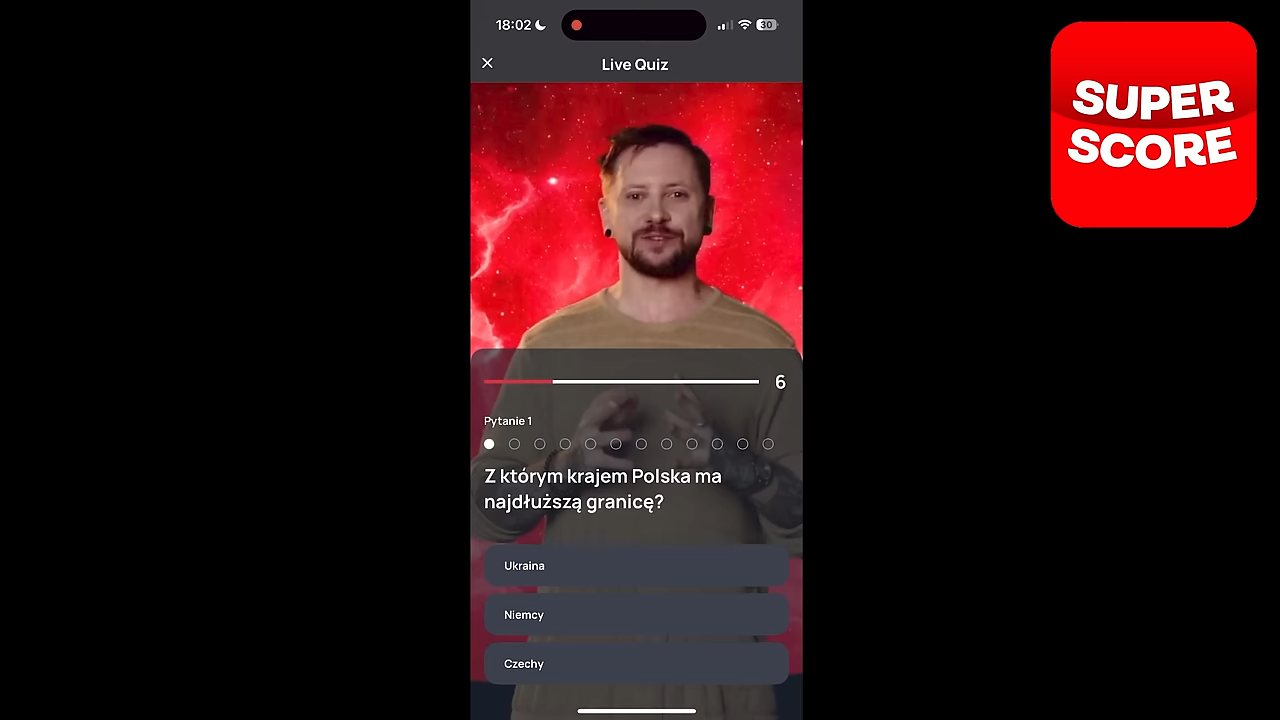 18:02
30
Live Quiz
SUPER
SCORE
6
Pytanie 1
Z którym krajem Polska ma
najdłuższą granicę?
Ukraina
Niemcy
Czechy